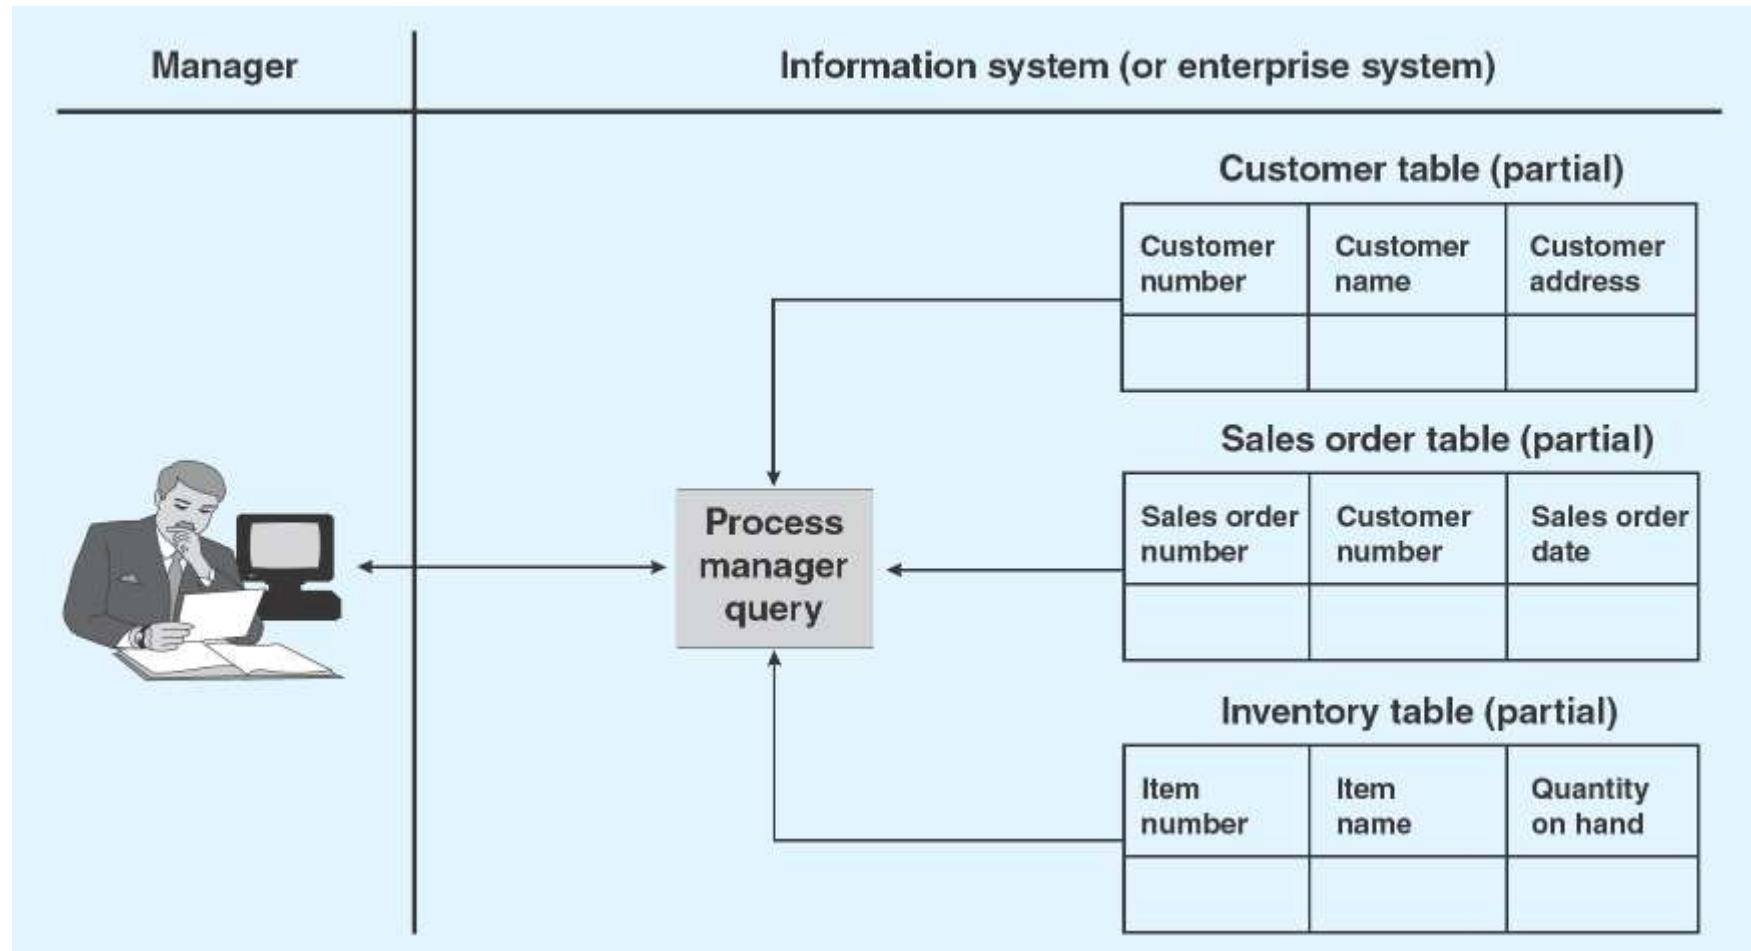 Manager
Information system (or enterprise system)
Customer table (partial)
Customer number
Customer name
Customer address
Sales order table (partial)
Sales order number
Customer number
Sales order date
Process
manager
query
Inventory table (partial)
Item number
Item name
Quantity on hand